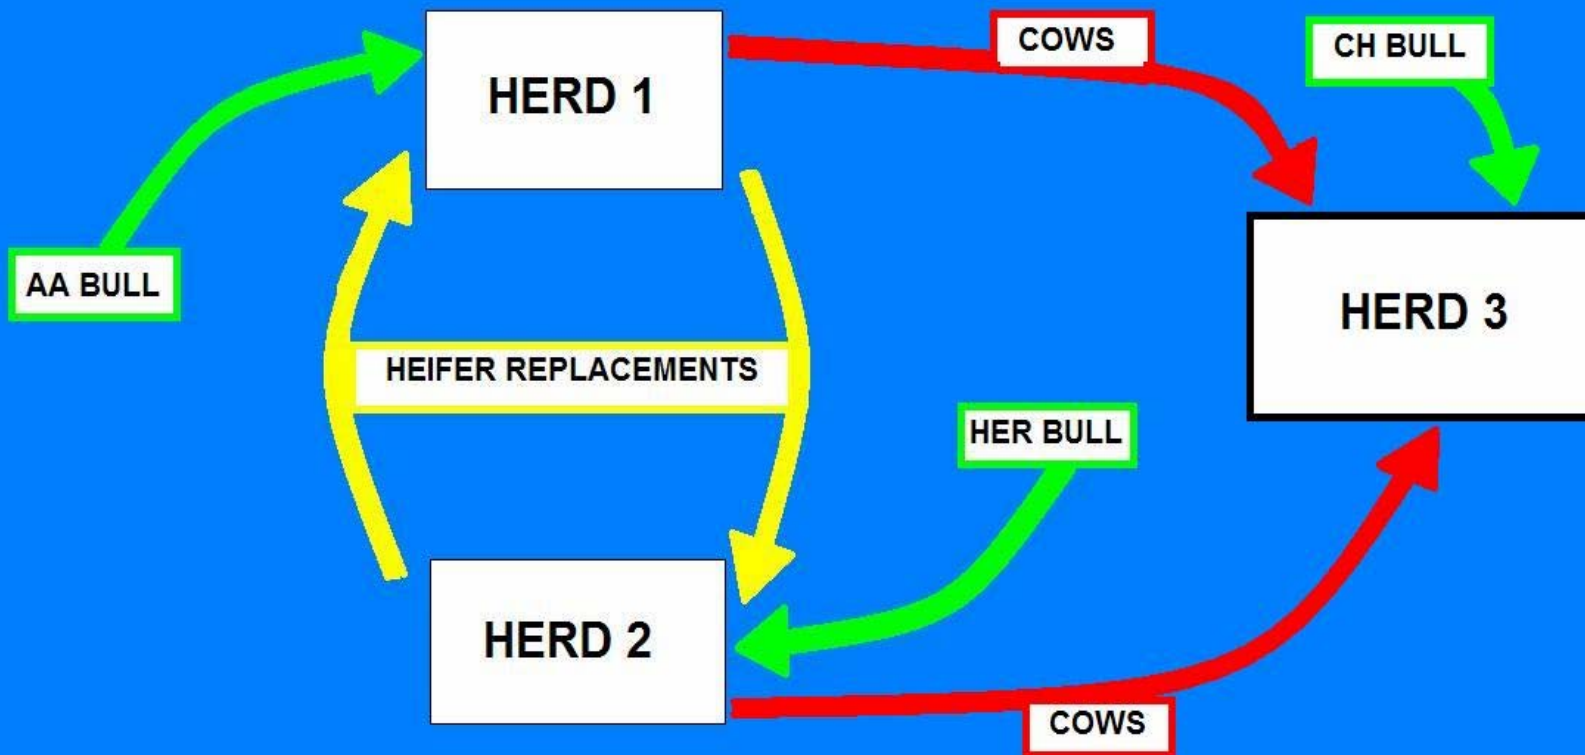 HERD 1
COWS
CH BULL
AA BULL
HERD 3
HEIFER REPLACEMENTS
HER BULL
HERD 2
COWS